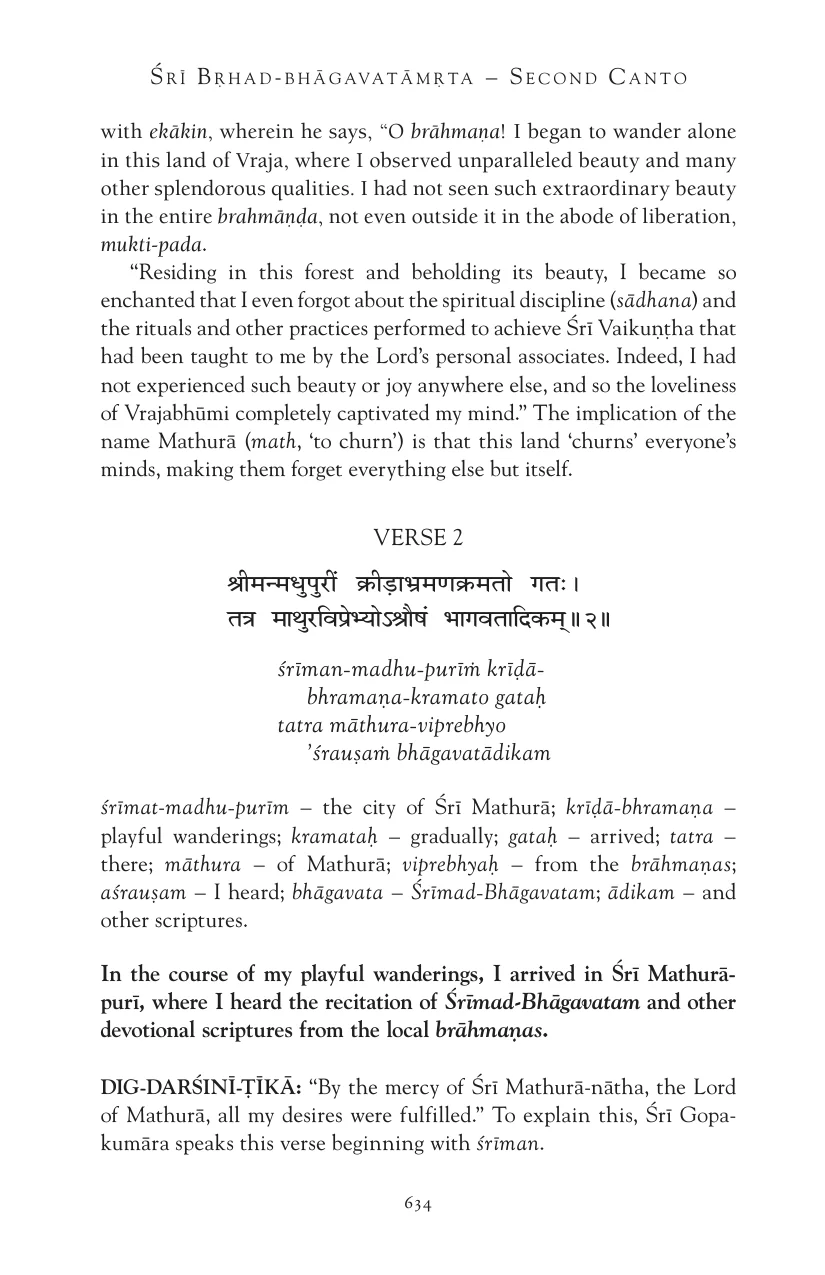 ŚRĪ BṚHAD-BHĀGAVATĀMṚTA – SECOND CANTO
with ekākin, wherein he says, “O brāhmaṇa! I began to wander alone
in this land of Vraja, where I observed unparalleled beauty and many
other splendorous qualities. I had not seen such extraordinary beauty
in the entire brahmāṇḍa, not even outside it in the abode of liberation,
mukti-pada.
“Residing in this forest and beholding its beauty, I became so
enchanted that I even forgot about the spiritual discipline (sādhana) and
the rituals and other practices performed to achieve Śrī Vaikuṇṭha that
had been taught to me by the Lord’s personal associates. Indeed, I had
not experienced such beauty or joy anywhere else, and so the loveliness
of Vrajabhūmi completely captivated my mind.” The implication of the
name Mathurā (math, ‘to churn’) is that this land ‘churns’ everyone’s
minds, making them forget everything else but itself.
VERSE 2
श्रीमन्मधुपुरीं क्रीड़ाभ्रमणक्रमतो गतः।
तत्र माथुरविप्रेभ्योऽश्रौषं भागवतादिकम्॥२॥
śrīman-madhu-purīṁ krīḍā-
bhramaṇa-kramato gataḥ
tatra māthura-viprebhyo
’śrauṣaṁ bhāgavatādikam
śrīmat-madhu-purīm – the city of Śrī Mathurā; krīḍā-bhramaṇa –
playful wanderings; kramataḥ – gradually; gataḥ – arrived; tatra –
there; māthura – of Mathurā; viprebhyaḥ – from the brāhmaṇas;
aśrauṣam – I heard; bhāgavata – Śrīmad-Bhāgavatam; ādikam – and
other scriptures.
In the course of my playful wanderings, I arrived in Śrī Mathurā-
purī, where I heard the recitation of Śrīmad-Bhāgavatam and other
devotional scriptures from the local brāhmaṇas.
DIG-DARŚINĪ-ṬĪKĀ: “By the mercy of Śrī Mathurā-nātha, the Lord
of Mathurā, all my desires were fulfilled.” To explain this, Śrī Gopa-
kumāra speaks this verse beginning with śrīman.
634